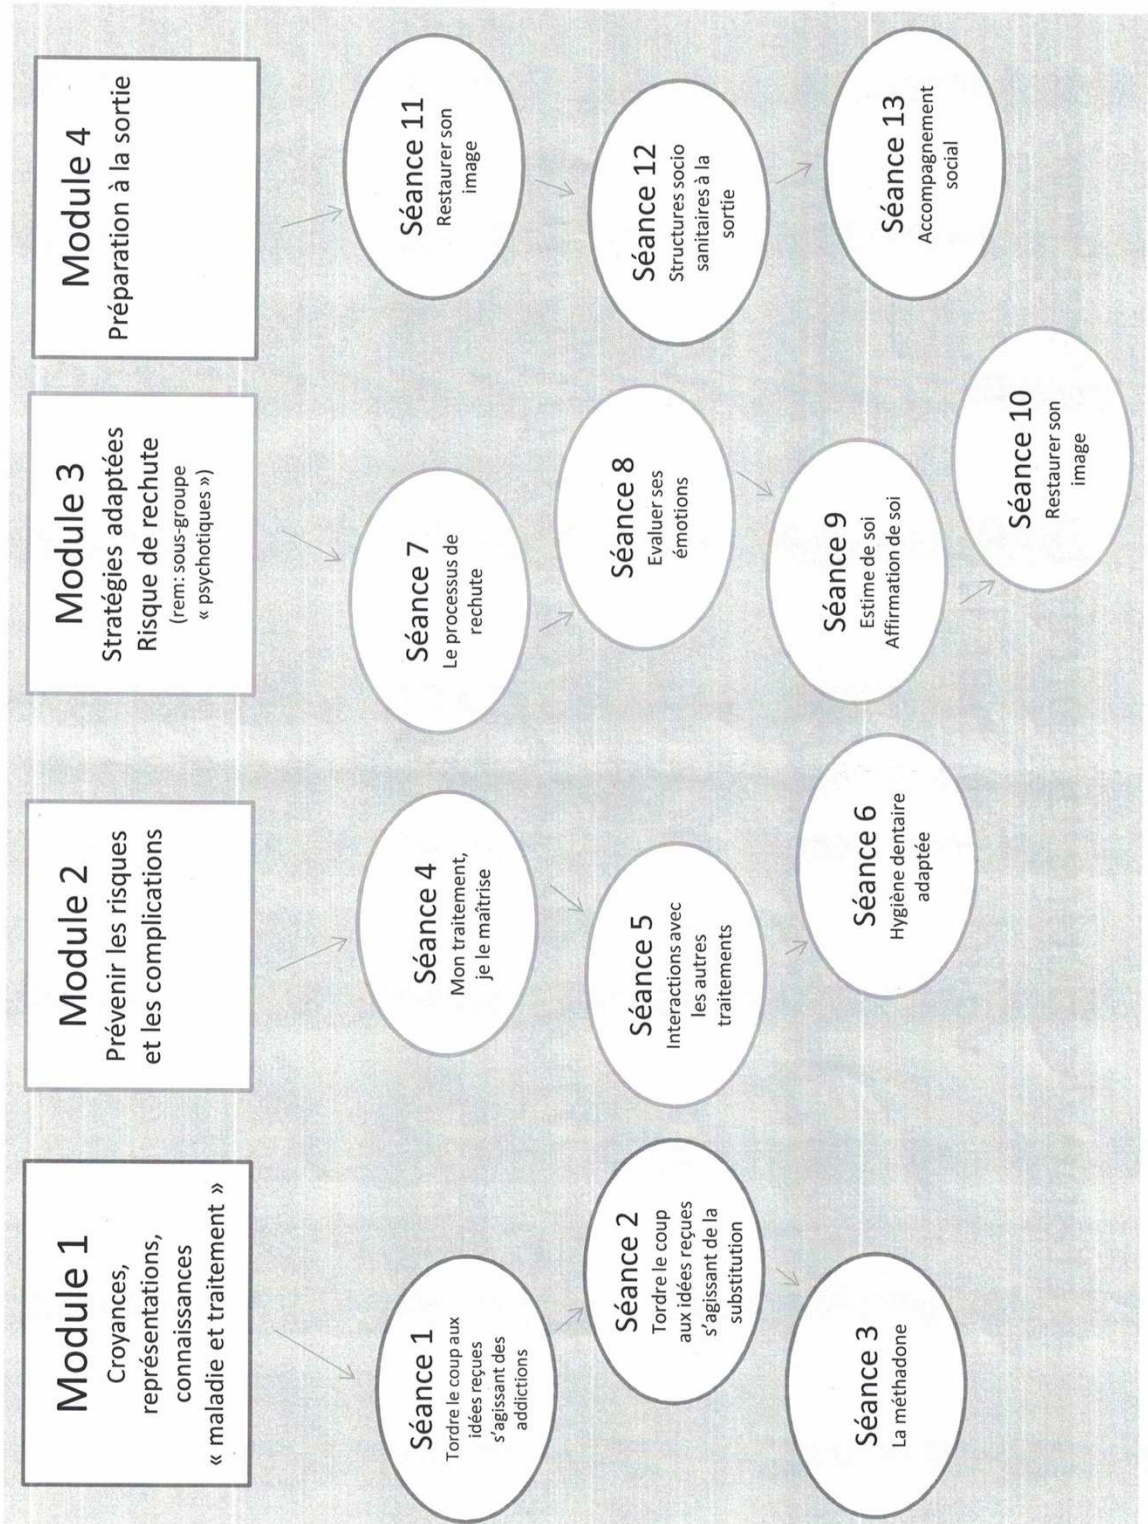 Module 1
Croyances,
représentations,
connaissances
« maladie et traitement »
Séance 1
Tordre le coup aux
idées reçues
s'agissant des
addictions
Séance 2
Tordre le coup
aux idées reçues
s'agissant de la
substitution
Séance 3
La méthadone
Module 2
Prévenir les risques
et les complications
Séance 4
Mon traitement,
je le maîtrise
Séance 5
Interactions avec
les autres
traitements
Séance 6
Hygiène dentaire
adaptée
Module 3
Stratégies adaptées
Risque de rechute
(rem: sous-groupe
« psychotiques »)
Séance 7
Le processus de
rechute
Séance 8
Evaluer ses
émotions
Séance 9
Estime de soi
Affirmation de soi
Séance 10
Restaurer son
image
Module 4
Préparation à la sortie
Séance 11
Restaurer son
image
Séance 12
Structures socio
sanitaires à la
sortie
Séance 13
Accompagnement
social